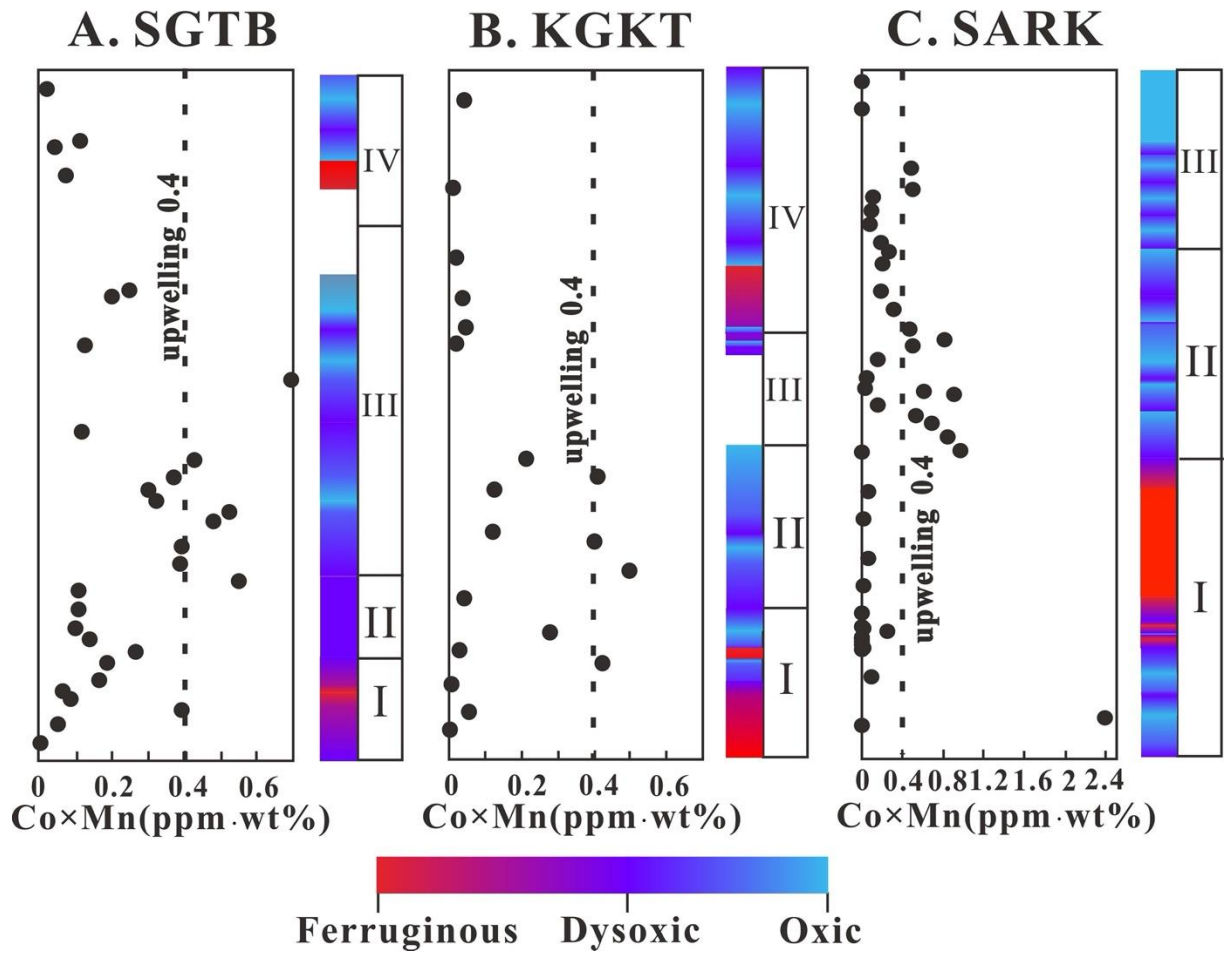 A. SGTB
B. KGKT
C. SARK
upwelling 0.4
IV
III
II
I
upwelling 0.4
IV
III
II
I
upwelling 0.4
III
II
I
0 0.2 0.4 0.6
0 0.2 0.4 0.6
0 0.4 0.8 1.2 1.6 2 2.4
Co×Mn(ppm·wt%)
Co×Mn(ppm·wt%)
Co×Mn(ppm·wt%)
Ferruginous Dysoxic Oxic